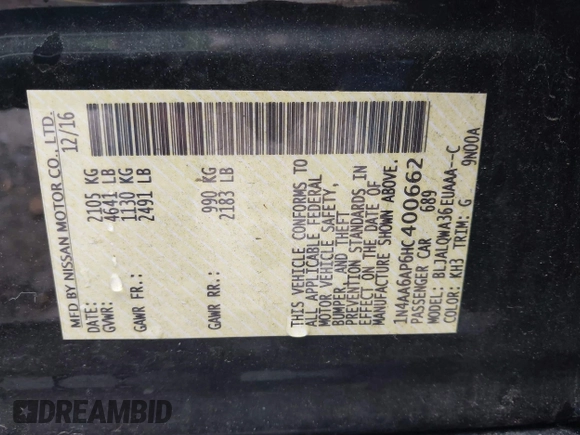 MFD BY NISSAN MOTOR CO., LTD.
DATE: 12/16
GVWR: 2105 KG
4641 LB
GAWR FR: 1130 KG
2491 LB
GAWR RR: 990 KG
2183 LB
THIS VEHICLE CONFORMS TO
ALL APPLICABLE FEDERAL
MOTOR VEHICLE SAFETY,
BUMPER, AND THEFT
PREVENTION STANDARDS IN
EFFECT ON THE DATE OF
MANUFACTURE SHOWN ABOVE.
1N4AA6AP6HC400662
PASSENGER CAR 689
MODEL: BLJALQWA36EUAAA--C
COLOR: KH3 TRIM: G 9N00A
DREAMBID